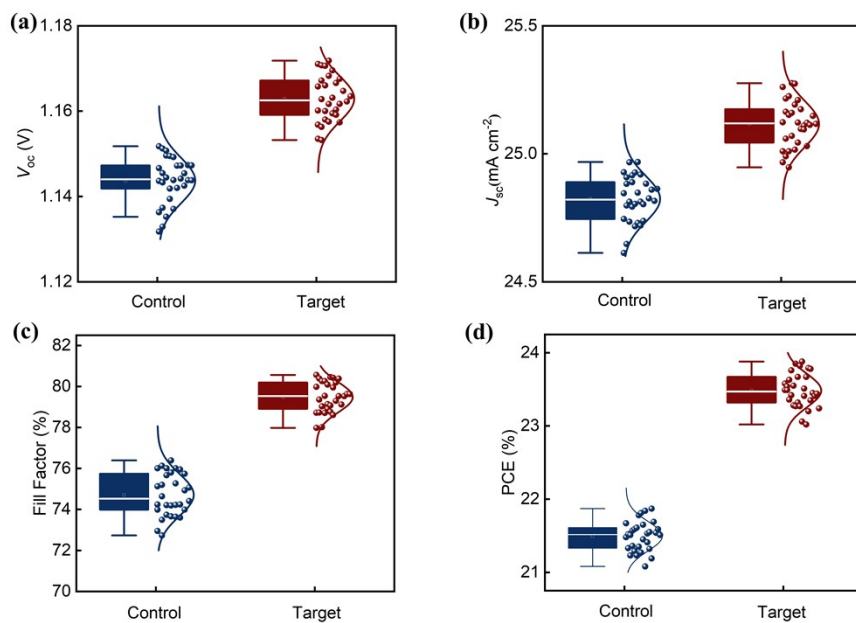 (a)
1.18
1.16
1.14
1.12
V_oc (V)
Control
Target
(b)
25.5
25.0
24.5
J_sc(mA cm⁻²)
Control
Target
(c)
82
80
78
76
74
72
70
Fill Factor (%)
Control
Target
(d)
24
23
22
21
PCE (%)
Control
Target